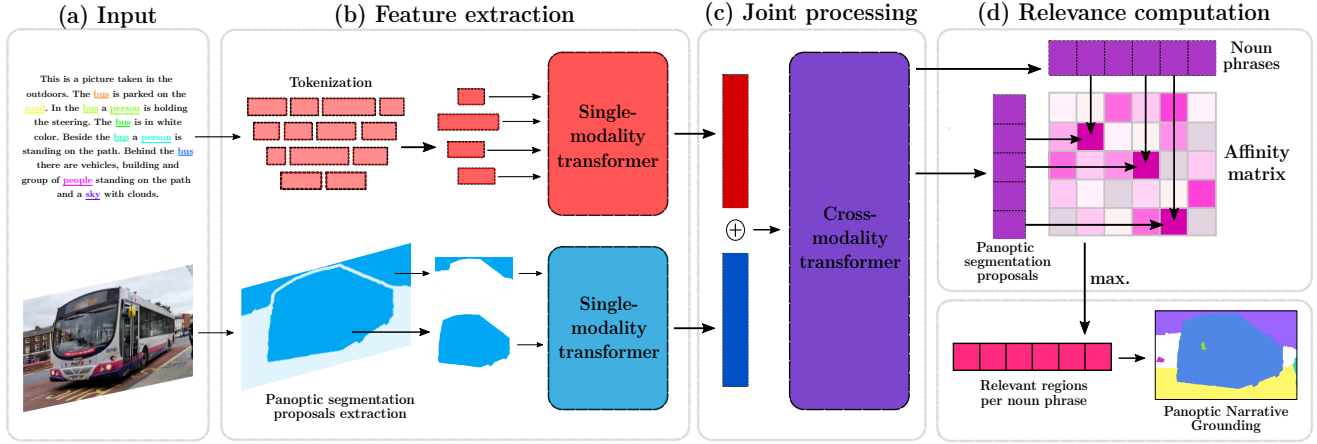 (a) Input
This is a picture taken in the
outdoors. The bus is parked on the
road. In the bus a person is holding
the steering. The bus is in white
color. Beside the bus a person is
standing on the path. Behind the bus
there are vehicles, building and
group of people standing on the path
and a sky with clouds.
(b) Feature extraction
Tokenization
Single-
modality
transformer
Panoptic segmentation
proposals extraction
Single-
modality
transformer
(c) Joint processing
Cross-
modality
transformer
(d) Relevance computation
Noun
phrases
Affinity
matrix
Panoptic
segmentation
proposals
max.
Relevant regions
per noun phrase
Panoptic Narrative
Grounding